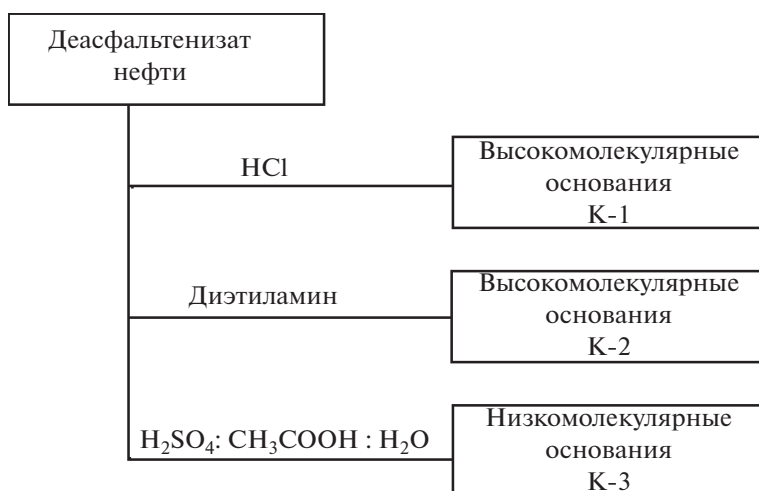 Деасфальтенизат
нефти
HCl
Высокомолекулярные
основания
К-1
Диэтиламин
Высокомолекулярные
основания
К-2
H₂SO₄: CH₃COOH : H₂O
Низкомолекулярные
основания
К-3